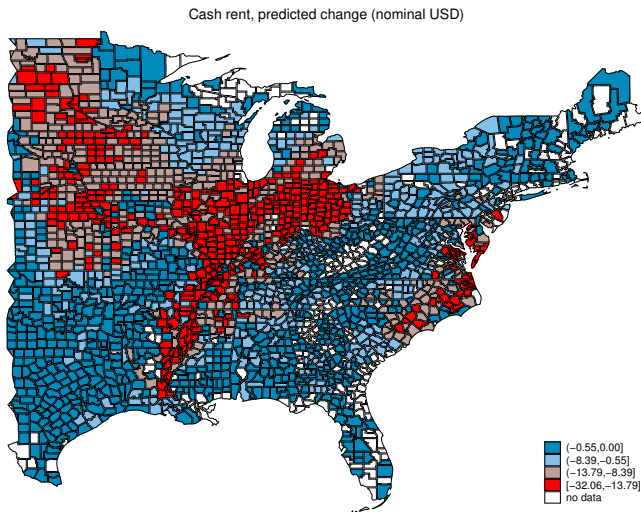 Cash rent, predicted change (nominal USD)
(−0.55,0.00]
(−8.39,−0.55]
(−13.79,−8.39]
[−32.06,−13.79]
no data